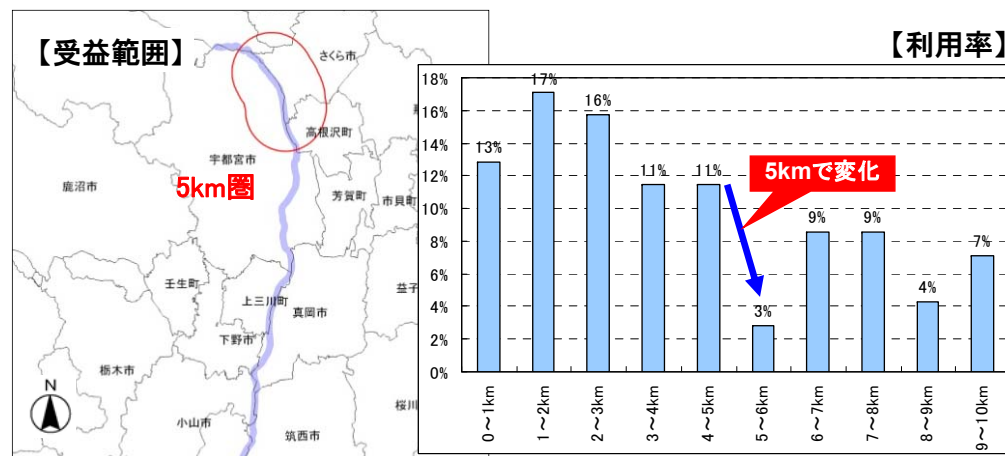 【受益範囲】
さくら市
高根沢町
宇都宮市
5km圏
鹿沼市
芳賀町
市貝町
壬生町
上三川町
真岡市
益子
下野市
栃木市
N
小山市
筑西市
桜川
【利用率】
18%
16%
14%
12%
10%
8%
6%
4%
2%
0%
13%
17%
16%
11%
11%
3%
9%
9%
4%
7%
5kmで変化
0～1km
1～2km
2～3km
3～4km
4～5km
5～6km
6～7km
7～8km
8～9km
9～10km